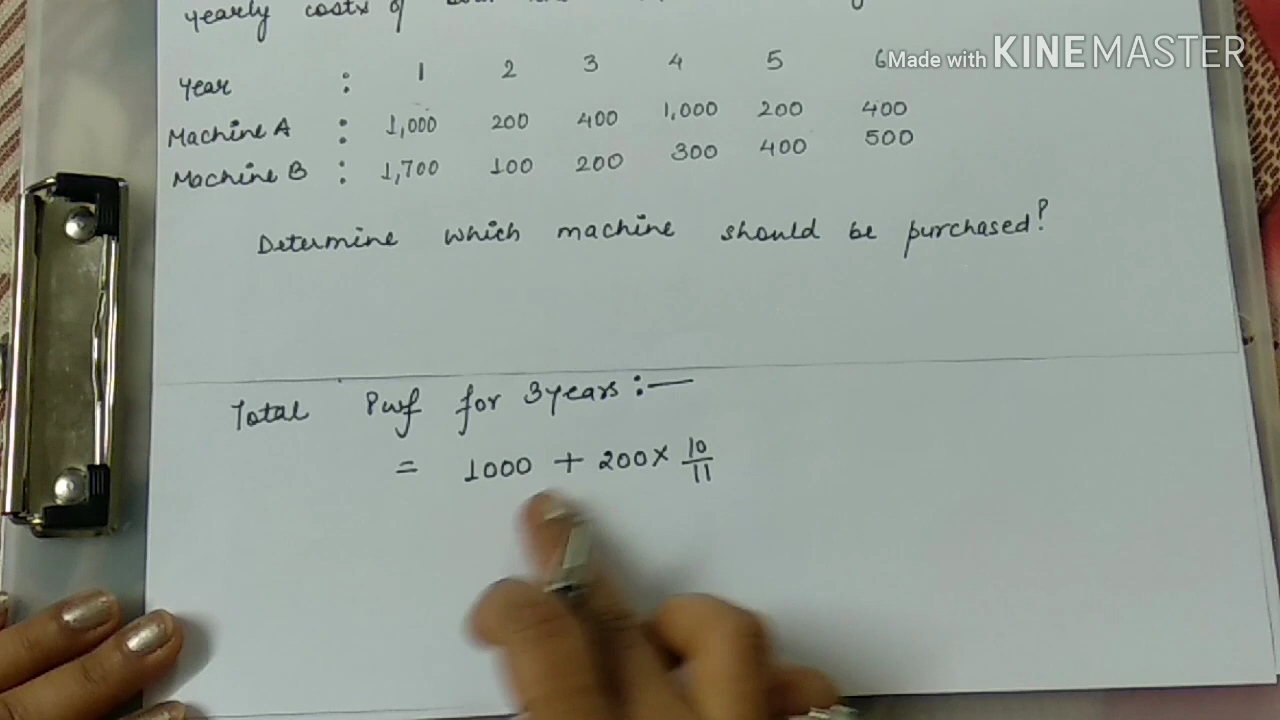 yearly costs of
Made with KINEMASTER
Year : 1 2 3 4 5 6
Machine A : 1,000 200 400 1,000 200 400
Machine B : 1,700 100 200 300 400 500
Determine which machine should be purchased?
Total Pwf for 3 years :—
= 1000 + 200 × 10/11